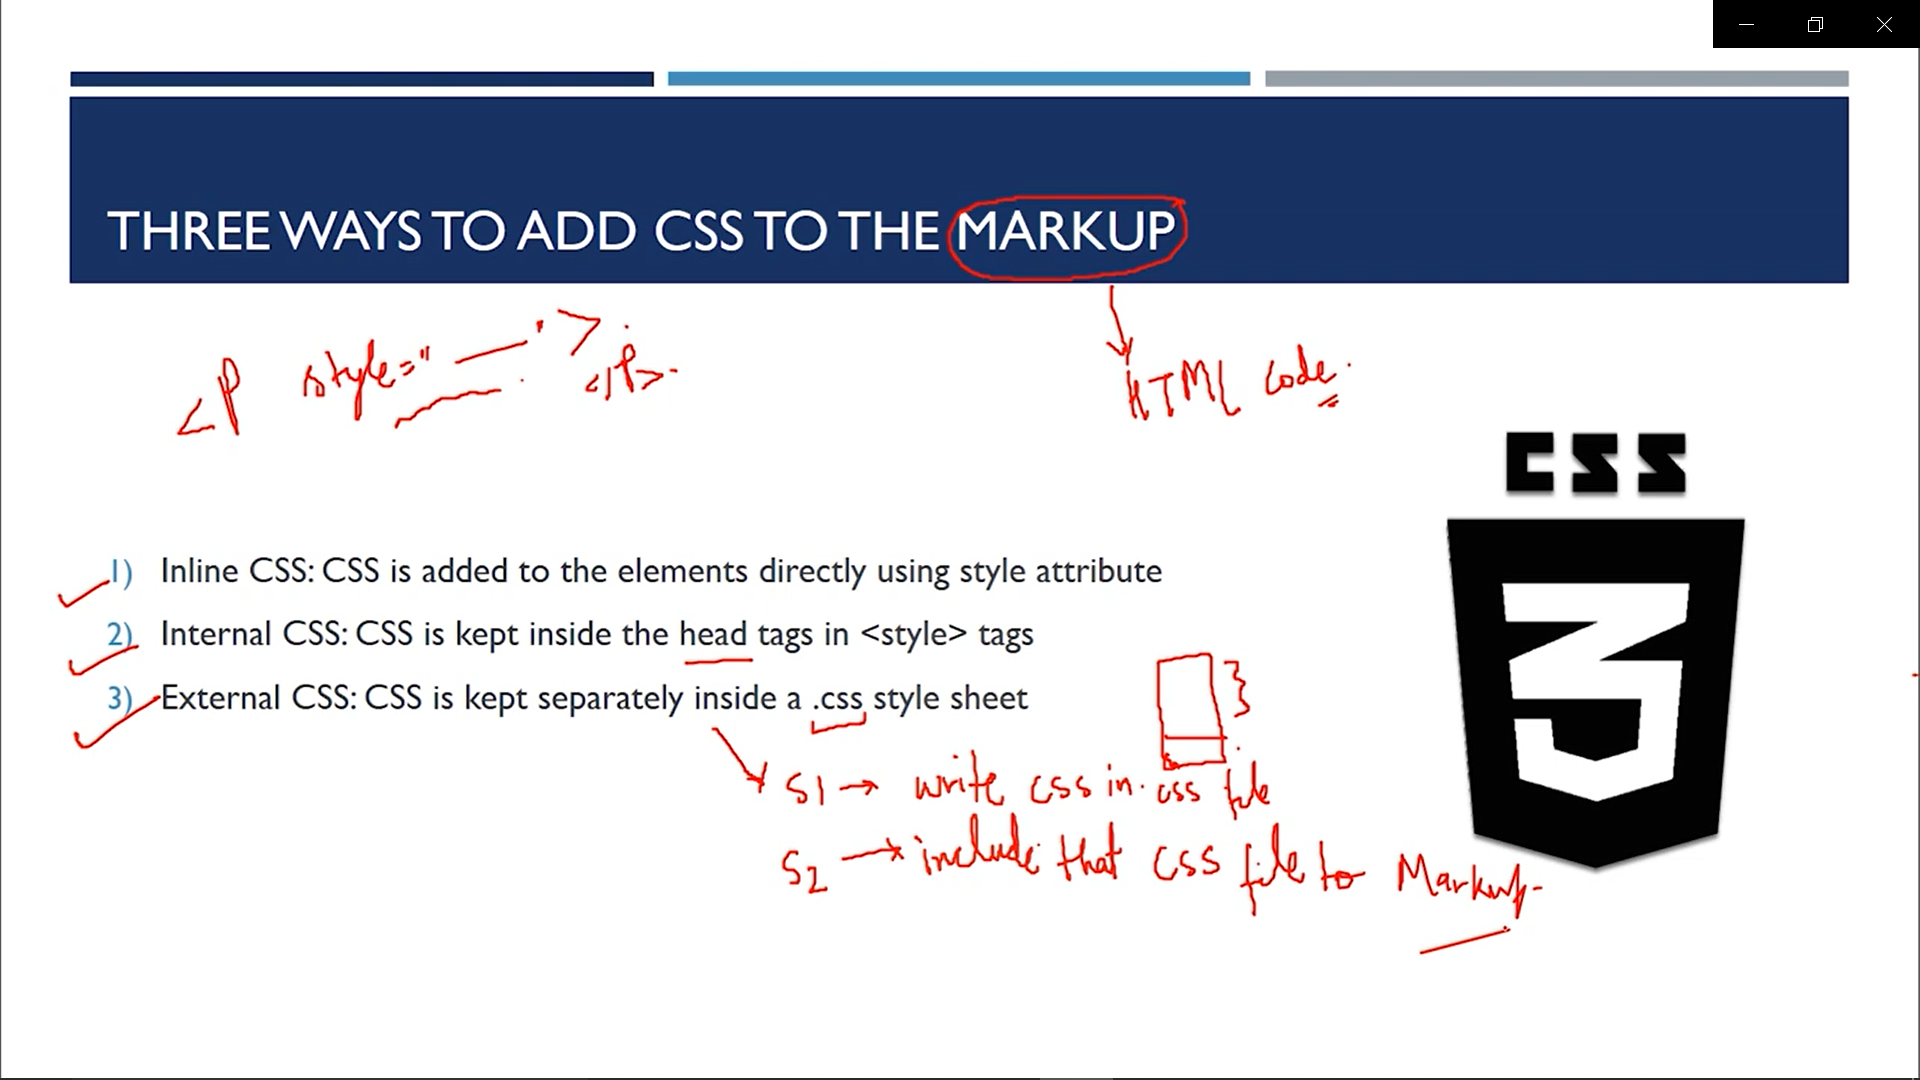 THREE WAYS TO ADD CSS TO THE MARKUP
<P style=" "> </P>.
HTML code.
CSS
3
1) Inline CSS: CSS is added to the elements directly using style attribute
2) Internal CSS: CSS is kept inside the head tags in <style> tags
3) External CSS: CSS is kept separately inside a .css style sheet
S1 → write css in .css file
S2 → include that CSS file to Markup